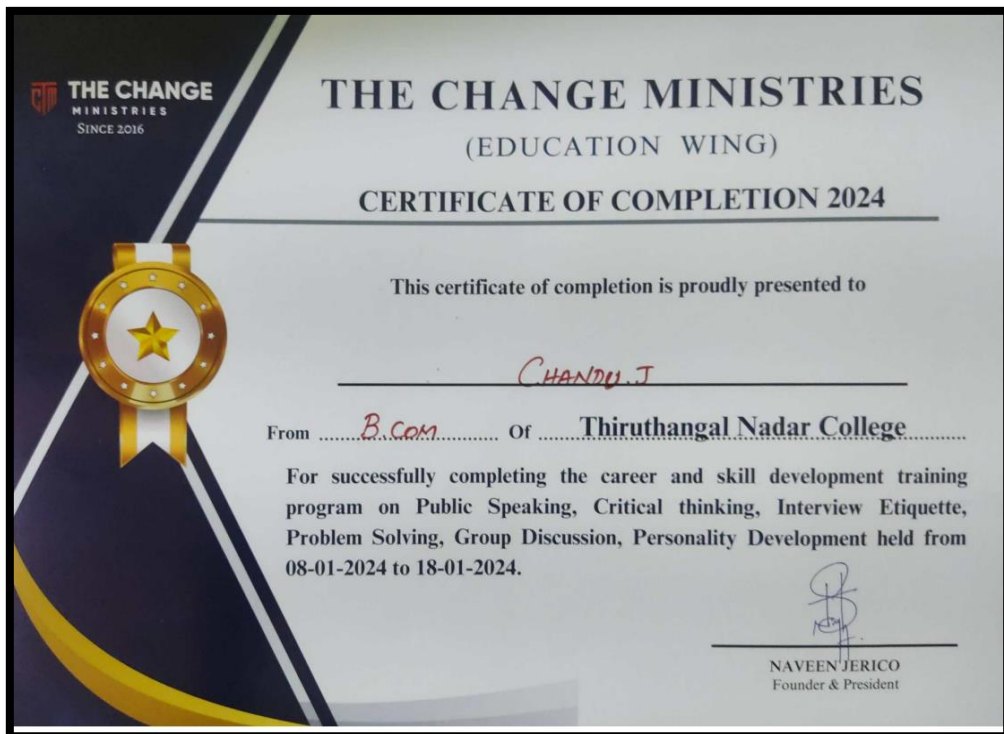 THE CHANGE
MINISTRIES
SINCE 2016
THE CHANGE MINISTRIES
(EDUCATION WING)
CERTIFICATE OF COMPLETION 2024
This certificate of completion is proudly presented to
CHANDU.J
From ........B.COM............ Of .......Thiruthangal Nadar College.............
For successfully completing the career and skill development training
program on Public Speaking, Critical thinking, Interview Etiquette,
Problem Solving, Group Discussion, Personality Development held from
08-01-2024 to 18-01-2024.
NAVEEN JERICO
Founder & President